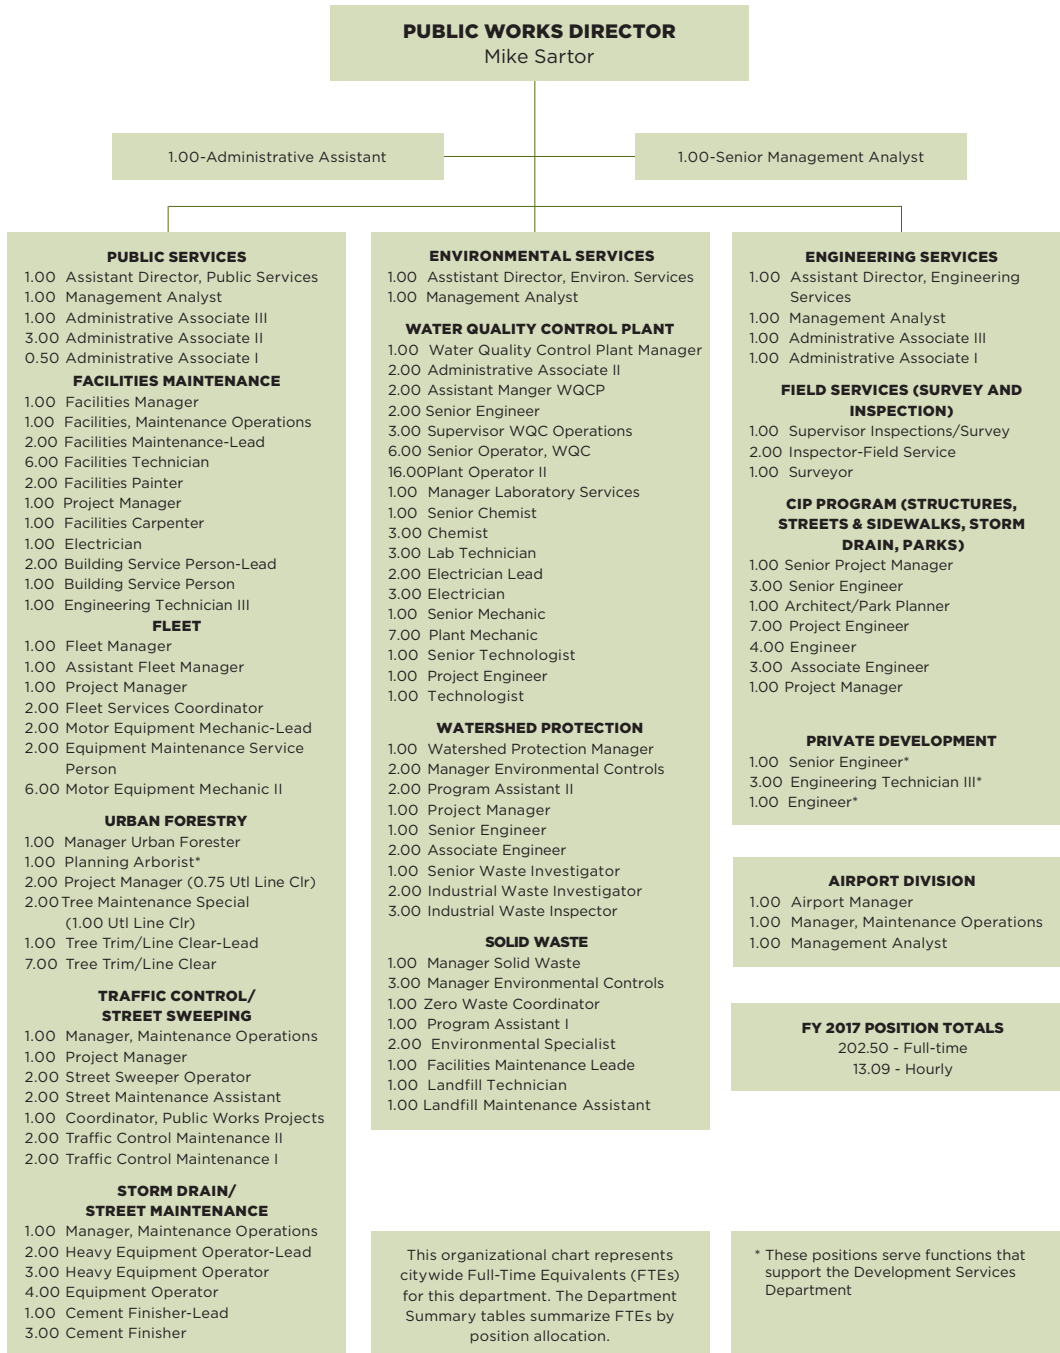 PUBLIC WORKS DIRECTOR
Mike Sartor
1.00-Administrative Assistant
1.00-Senior Management Analyst
PUBLIC SERVICES
1.00 Assistant Director, Public Services
1.00 Management Analyst
1.00 Administrative Associate III
3.00 Administrative Associate II
0.50 Administrative Associate I
FACILITIES MAINTENANCE
1.00 Facilities Manager
1.00 Facilities, Maintenance Operations
2.00 Facilities Maintenance-Lead
6.00 Facilities Technician
2.00 Facilities Painter
1.00 Project Manager
1.00 Facilities Carpenter
1.00 Electrician
2.00 Building Service Person-Lead
1.00 Building Service Person
1.00 Engineering Technician III
FLEET
1.00 Fleet Manager
1.00 Assistant Fleet Manager
1.00 Project Manager
2.00 Fleet Services Coordinator
2.00 Motor Equipment Mechanic-Lead
2.00 Equipment Maintenance Service
Person
6.00 Motor Equipment Mechanic II
URBAN FORESTRY
1.00 Manager Urban Forester
1.00 Planning Arborist*
2.00 Project Manager (0.75 Utl Line Clr)
2.00 Tree Maintenance Special
(1.00 Utl Line Clr)
1.00 Tree Trim/Line Clear-Lead
7.00 Tree Trim/Line Clear
TRAFFIC CONTROL/
STREET SWEEPING
1.00 Manager, Maintenance Operations
1.00 Project Manager
2.00 Street Sweeper Operator
2.00 Street Maintenance Assistant
1.00 Coordinator, Public Works Projects
2.00 Traffic Control Maintenance II
2.00 Traffic Control Maintenance I
STORM DRAIN/
STREET MAINTENANCE
1.00 Manager, Maintenance Operations
2.00 Heavy Equipment Operator-Lead
3.00 Heavy Equipment Operator
4.00 Equipment Operator
1.00 Cement Finisher-Lead
3.00 Cement Finisher
ENVIRONMENTAL SERVICES
1.00 Asstistant Director, Environ. Services
1.00 Management Analyst
WATER QUALITY CONTROL PLANT
1.00 Water Quality Control Plant Manager
2.00 Administrative Associate II
2.00 Assistant Manger WQCP
2.00 Senior Engineer
3.00 Supervisor WQC Operations
6.00 Senior Operator, WQC
16.00Plant Operator II
1.00 Manager Laboratory Services
1.00 Senior Chemist
3.00 Chemist
3.00 Lab Technician
2.00 Electrician Lead
3.00 Electrician
1.00 Senior Mechanic
7.00 Plant Mechanic
1.00 Senior Technologist
1.00 Project Engineer
1.00 Technologist
WATERSHED PROTECTION
1.00 Watershed Protection Manager
2.00 Manager Environmental Controls
2.00 Program Assistant II
1.00 Project Manager
1.00 Senior Engineer
2.00 Associate Engineer
1.00 Senior Waste Investigator
2.00 Industrial Waste Investigator
3.00 Industrial Waste Inspector
SOLID WASTE
1.00 Manager Solid Waste
3.00 Manager Environmental Controls
1.00 Zero Waste Coordinator
1.00 Program Assistant I
2.00 Environmental Specialist
1.00 Facilities Maintenance Leade
1.00 Landfill Technician
1.00 Landfill Maintenance Assistant
This organizational chart represents
citywide Full-Time Equivalents (FTEs)
for this department. The Department
Summary tables summarize FTEs by
position allocation.
ENGINEERING SERVICES
1.00 Assistant Director, Engineering
Services
1.00 Management Analyst
1.00 Administrative Associate III
1.00 Administrative Associate I
FIELD SERVICES (SURVEY AND
INSPECTION)
1.00 Supervisor Inspections/Survey
2.00 Inspector-Field Service
1.00 Surveyor
CIP PROGRAM (STRUCTURES,
STREETS & SIDEWALKS, STORM
DRAIN, PARKS)
1.00 Senior Project Manager
3.00 Senior Engineer
1.00 Architect/Park Planner
7.00 Project Engineer
4.00 Engineer
3.00 Associate Engineer
1.00 Project Manager
PRIVATE DEVELOPMENT
1.00 Senior Engineer*
3.00 Engineering Technician III*
1.00 Engineer*
AIRPORT DIVISION
1.00 Airport Manager
1.00 Manager, Maintenance Operations
1.00 Management Analyst
FY 2017 POSITION TOTALS
202.50 - Full-time
13.09 - Hourly
* These positions serve functions that
support the Development Services
Department